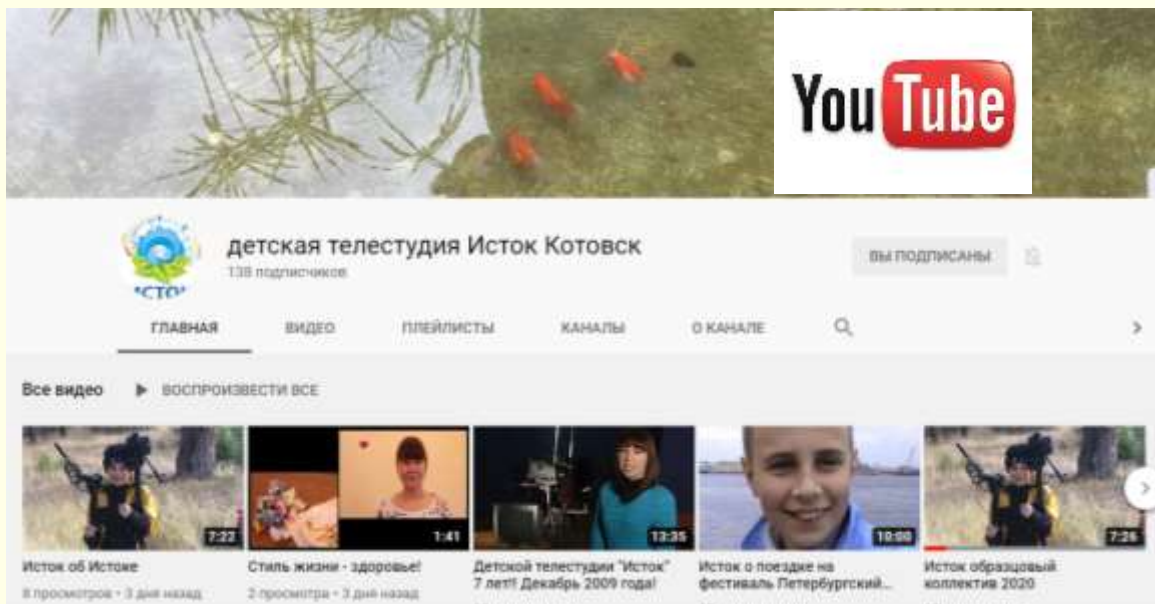 You Tube
детская телестудия Исток Котовск
138 подписчиков
ВЫ ПОДПИСАНЫ
ИСТОК
ГЛАВНАЯ
ВИДЕО
ПЛЕЙЛИСТЫ
КАНАЛЫ
О КАНАЛЕ
Все видео
ВОСПРОИЗВЕСТИ ВСЕ
7:22
1:41
13:35
10:00
7:26
Исток об Истоке
8 просмотров • 3 дня назад
Стиль жизни - здоровье!
2 просмотра • 3 дня назад
Детской телестудии "Исток"
7 лет!! Декабрь 2009 года!
Исток о поездке на
фестиваль Петербургский...
Исток образцовый
коллектив 2020